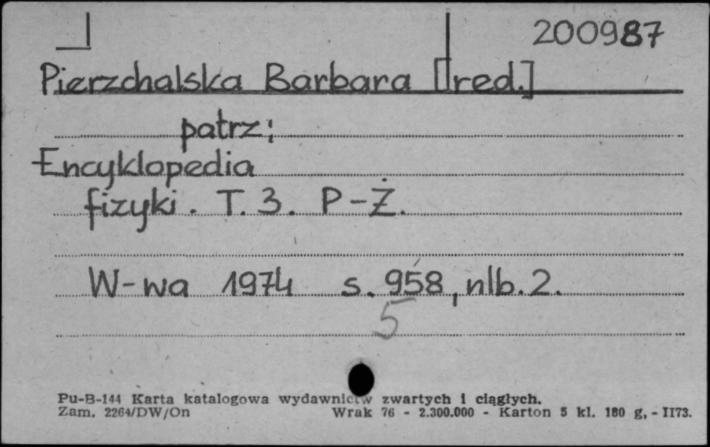 200987
Pierzchalska Barbara [red.]
patrz:
Encyklopedia
fizyki. T. 3. P-Ż.
W-wa 1974 s. 958, nlb. 2.
5
Pu-B-144 Karta katalogowa wydawnictw zwartych i ciągłych.
Zam. 2264/DW/On Wrak 76 - 2.300.000 - Karton 5 kl. 180 g, - II73.